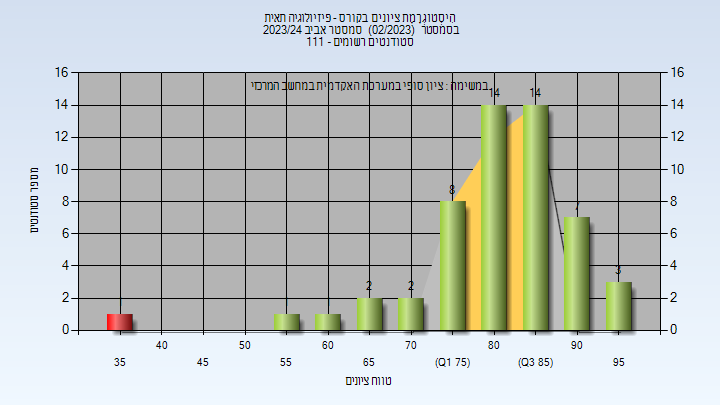 היסטוגרמת ציונים בקורס - פיזיולוגיה תאית
בסמסטר (02/2023) סמסטר אביב 2023/24
סטודנטים רשומים - 111
במשימה : ציון סופי במערכת האקדמית במחשב המרכזי
מספר סטודנטים
16 16
14 14
12 12
10 10
8 8
6 6
4 4
2 2
0 0
2 2 8 14 14 7 3
40 50 60 70 80 90
35 45 55 65 (Q1 75) (Q3 85) 95
טווח ציונים